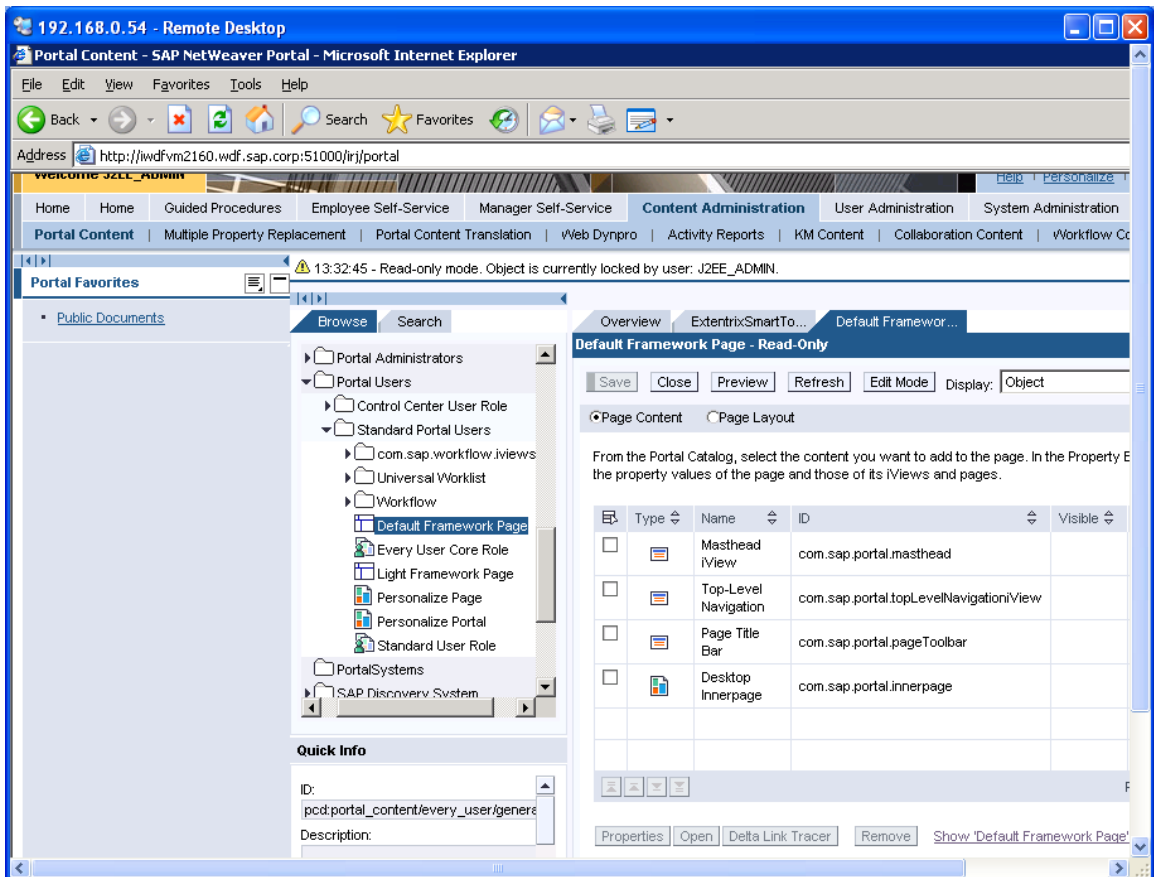 192.168.0.54 - Remote Desktop
Portal Content - SAP NetWeaver Portal - Microsoft Internet Explorer
File Edit View Favorites Tools Help
Back Search Favorites
Address http://iwdfvm2160.wdf.sap.corp:51000/irj/portal
Welcome J2EE_ADMIN Help Personalize
Home Home Guided Procedures Employee Self-Service Manager Self-Service Content Administration User Administration System Administration
Portal Content | Multiple Property Replacement | Portal Content Translation | Web Dynpro | Activity Reports | KM Content | Collaboration Content | Workflow Co
13:32:45 - Read-only mode. Object is currently locked by user: J2EE_ADMIN.
Portal Favorites
Public Documents
Browse Search
Portal Administrators
Portal Users
Control Center User Role
Standard Portal Users
com.sap.workflow.iviews
Universal Worklist
Workflow
Default Framework Page
Every User Core Role
Light Framework Page
Personalize Page
Personalize Portal
Standard User Role
PortalSystems
SAP Discovery System
Quick Info
ID:
pcd:portal_content/every_user/genera
Description:
Overview ExtentrixSmartTo... Default Framewor...
Default Framework Page - Read-Only
Save Close Preview Refresh Edit Mode Display: Object
Page Content Page Layout
From the Portal Catalog, select the content you want to add to the page. In the Property E
the property values of the page and those of its iViews and pages.
Type Name ID Visible
Masthead iView com.sap.portal.masthead
Top-Level Navigation com.sap.portal.topLevelNavigationiView
Page Title Bar com.sap.portal.pageToolbar
Desktop Innerpage com.sap.portal.innerpage
Properties Open Delta Link Tracer Remove Show 'Default Framework Page'